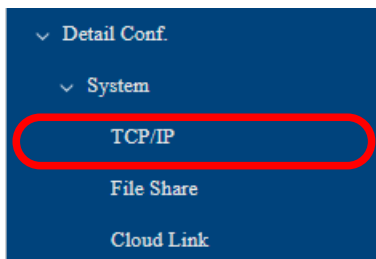 Detail Conf.
System
TCP/IP
File Share
Cloud Link